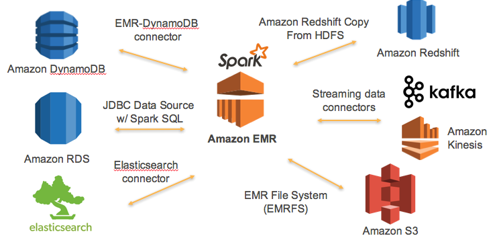 EMR-DynamoDB
connector
Amazon DynamoDB
Amazon Redshift Copy
From HDFS
Amazon Redshift
Spark
Amazon EMR
JDBC Data Source
w/ Spark SQL
Amazon RDS
Streaming data
connectors
kafka
Amazon
Kinesis
Elasticsearch
connector
elasticsearch
EMR File System
(EMRFS)
Amazon S3